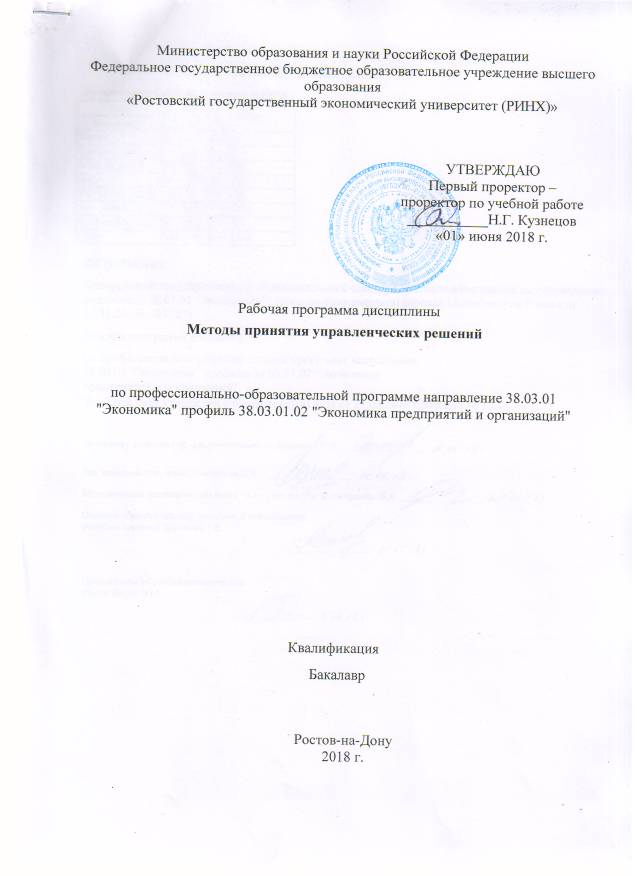 Министерство образования и науки Российской Федерации
Федеральное государственное бюджетное образовательное учреждение высшего
образования
«Ростовский государственный экономический университет (РИНХ)»
УТВЕРЖДАЮ
Первый проректор –
проректор по учебной работе
__________Н.Г. Кузнецов
«01» июня 2018 г.
Рабочая программа дисциплины
Методы принятия управленческих решений
по профессионально-образовательной программе направление 38.03.01
"Экономика" профиль 38.03.01.02 "Экономика предприятий и организаций"
Квалификация
Бакалавр
Ростов-на-Дону
2018 г.